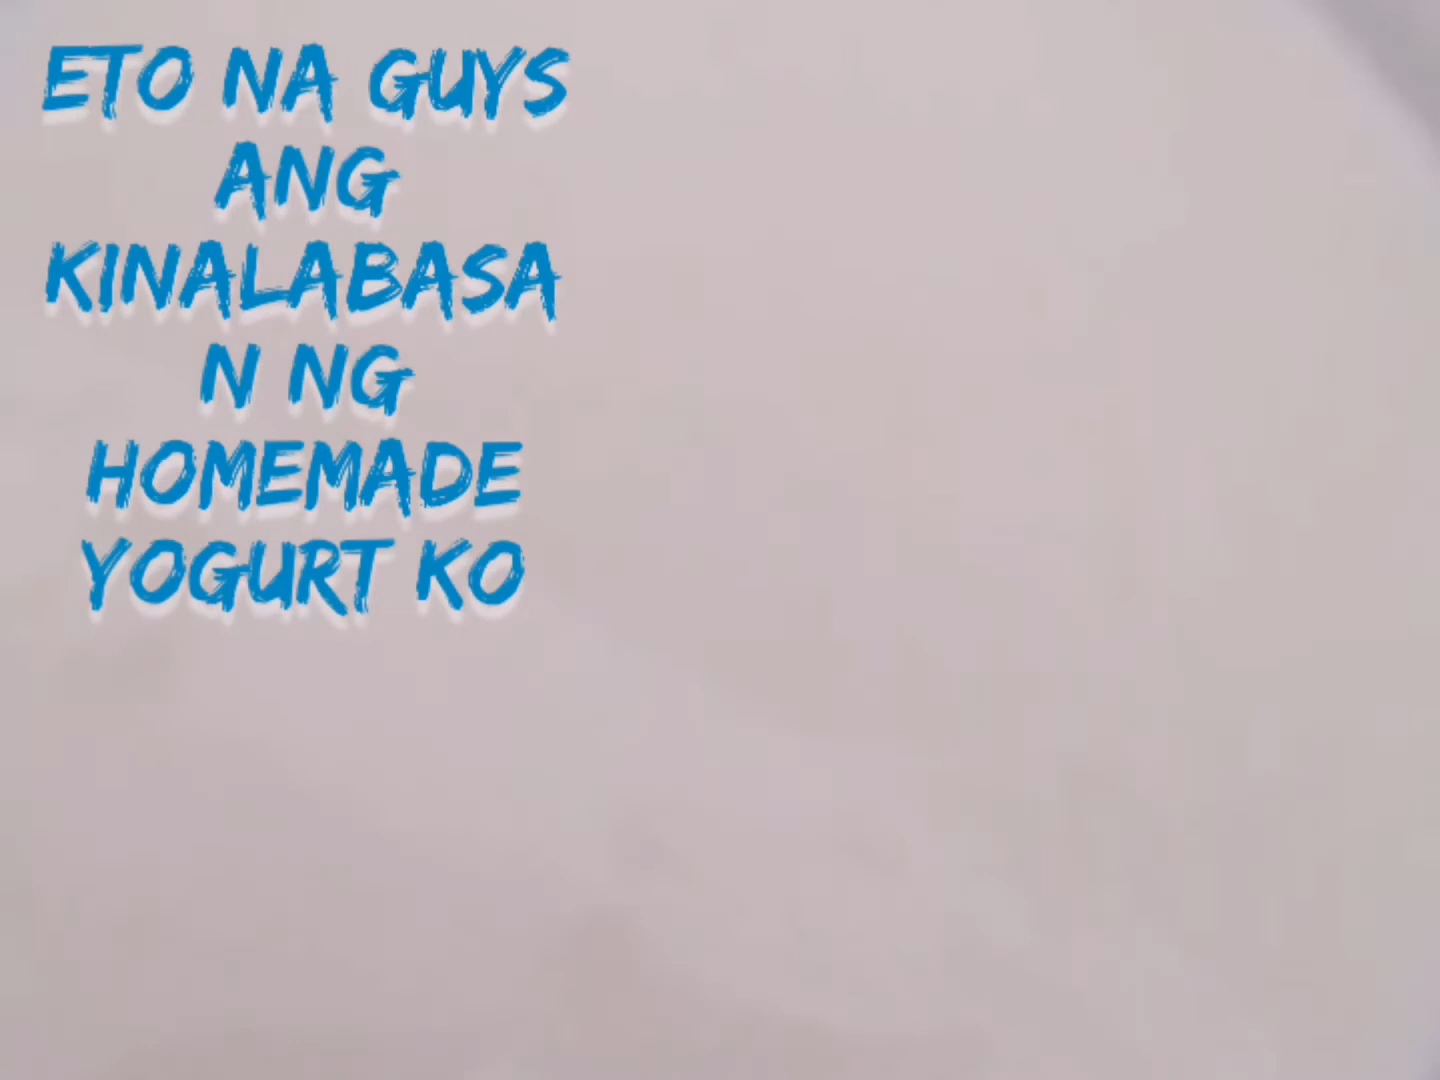 ETO NA GUYS
ANG
KINALABASA
N NG
HOMEMADE
YOGURT KO